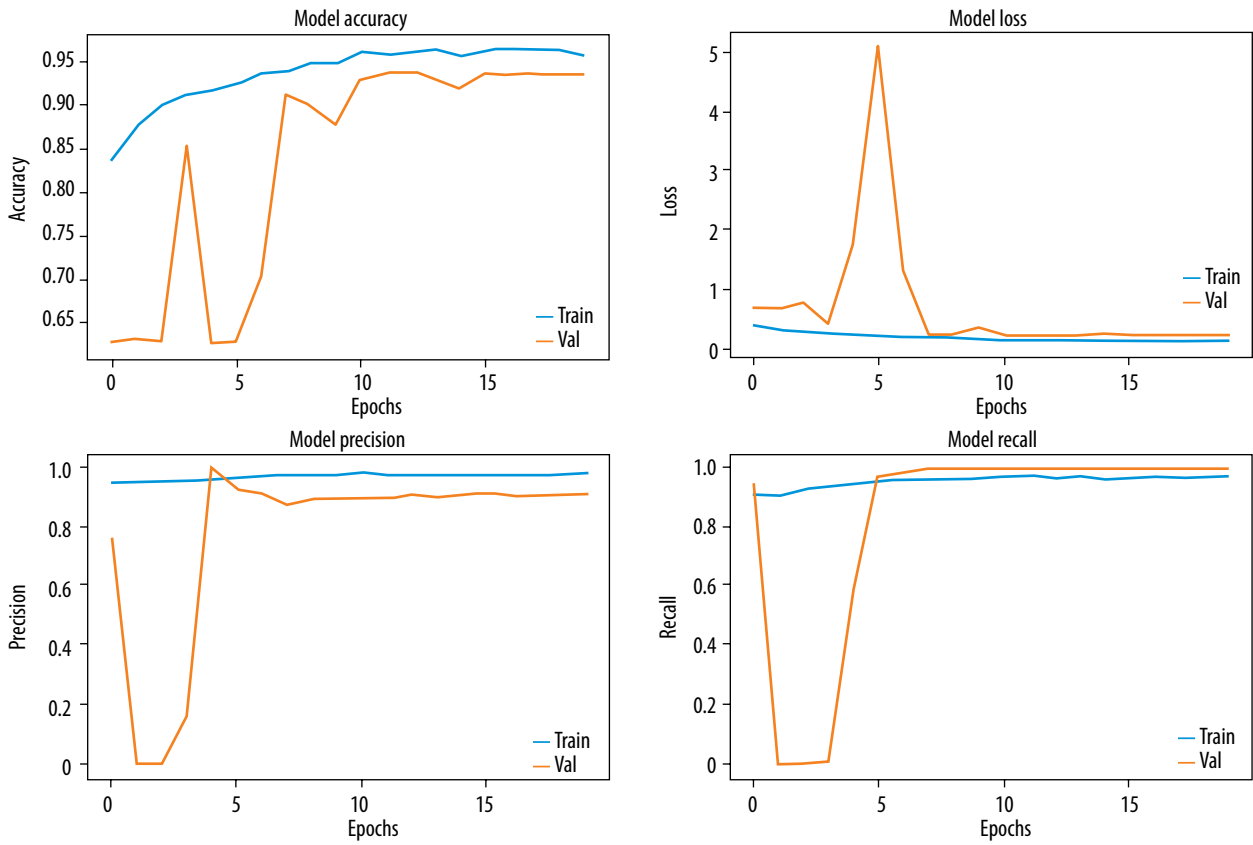 Model accuracy
Accuracy
0.95
0.90
0.85
0.80
0.75
0.70
0.65
Train
Val
0 5 10 15
Epochs
Model loss
Loss
5
4
3
2
1
0
Train
Val
0 5 10 15
Epochs
Model precision
Precision
1.0
0.8
0.6
0.4
0.2
0
Train
Val
0 5 10 15
Epochs
Model recall
Recall
1.0
0.8
0.6
0.4
0.2
0
Train
Val
0 5 10 15
Epochs